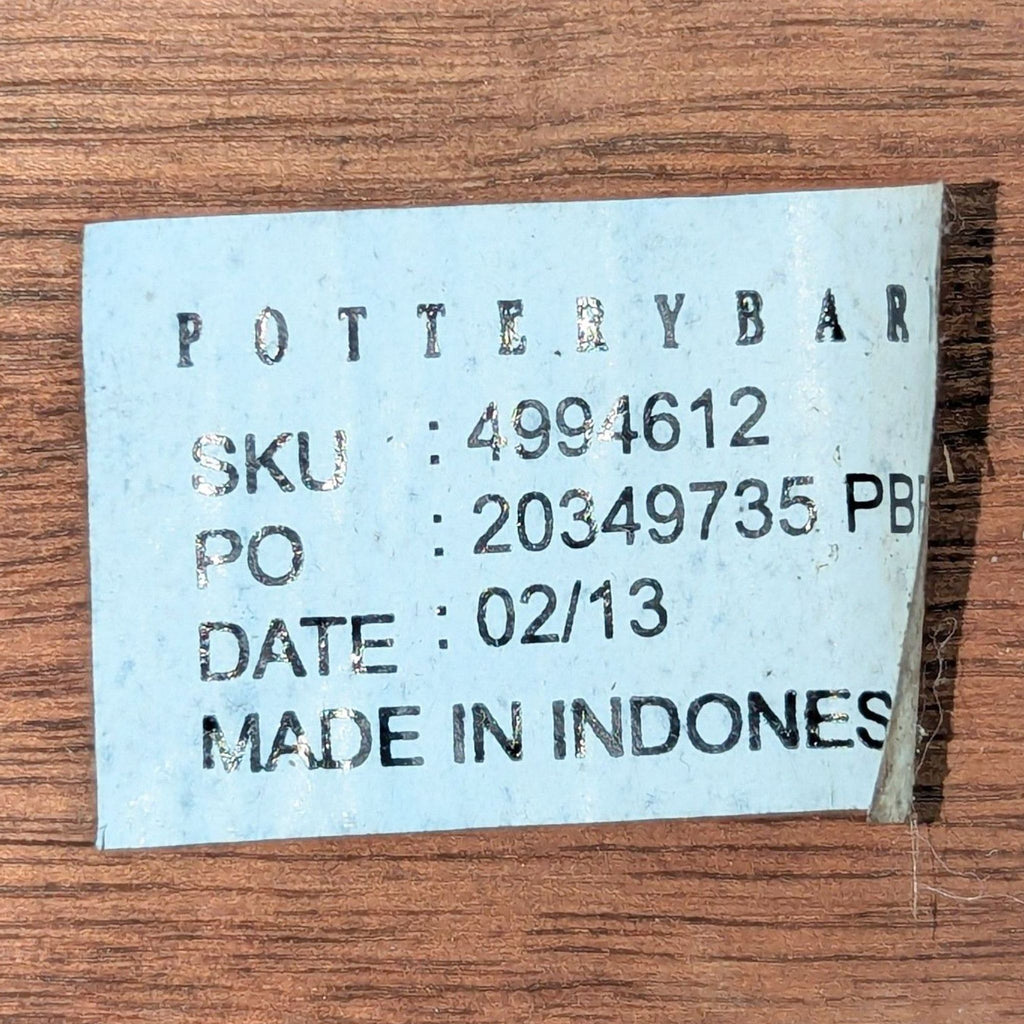 POTTERYBAR
SKU : 4994612
PO : 20349735 PB
DATE : 02/13
MADE IN INDONES